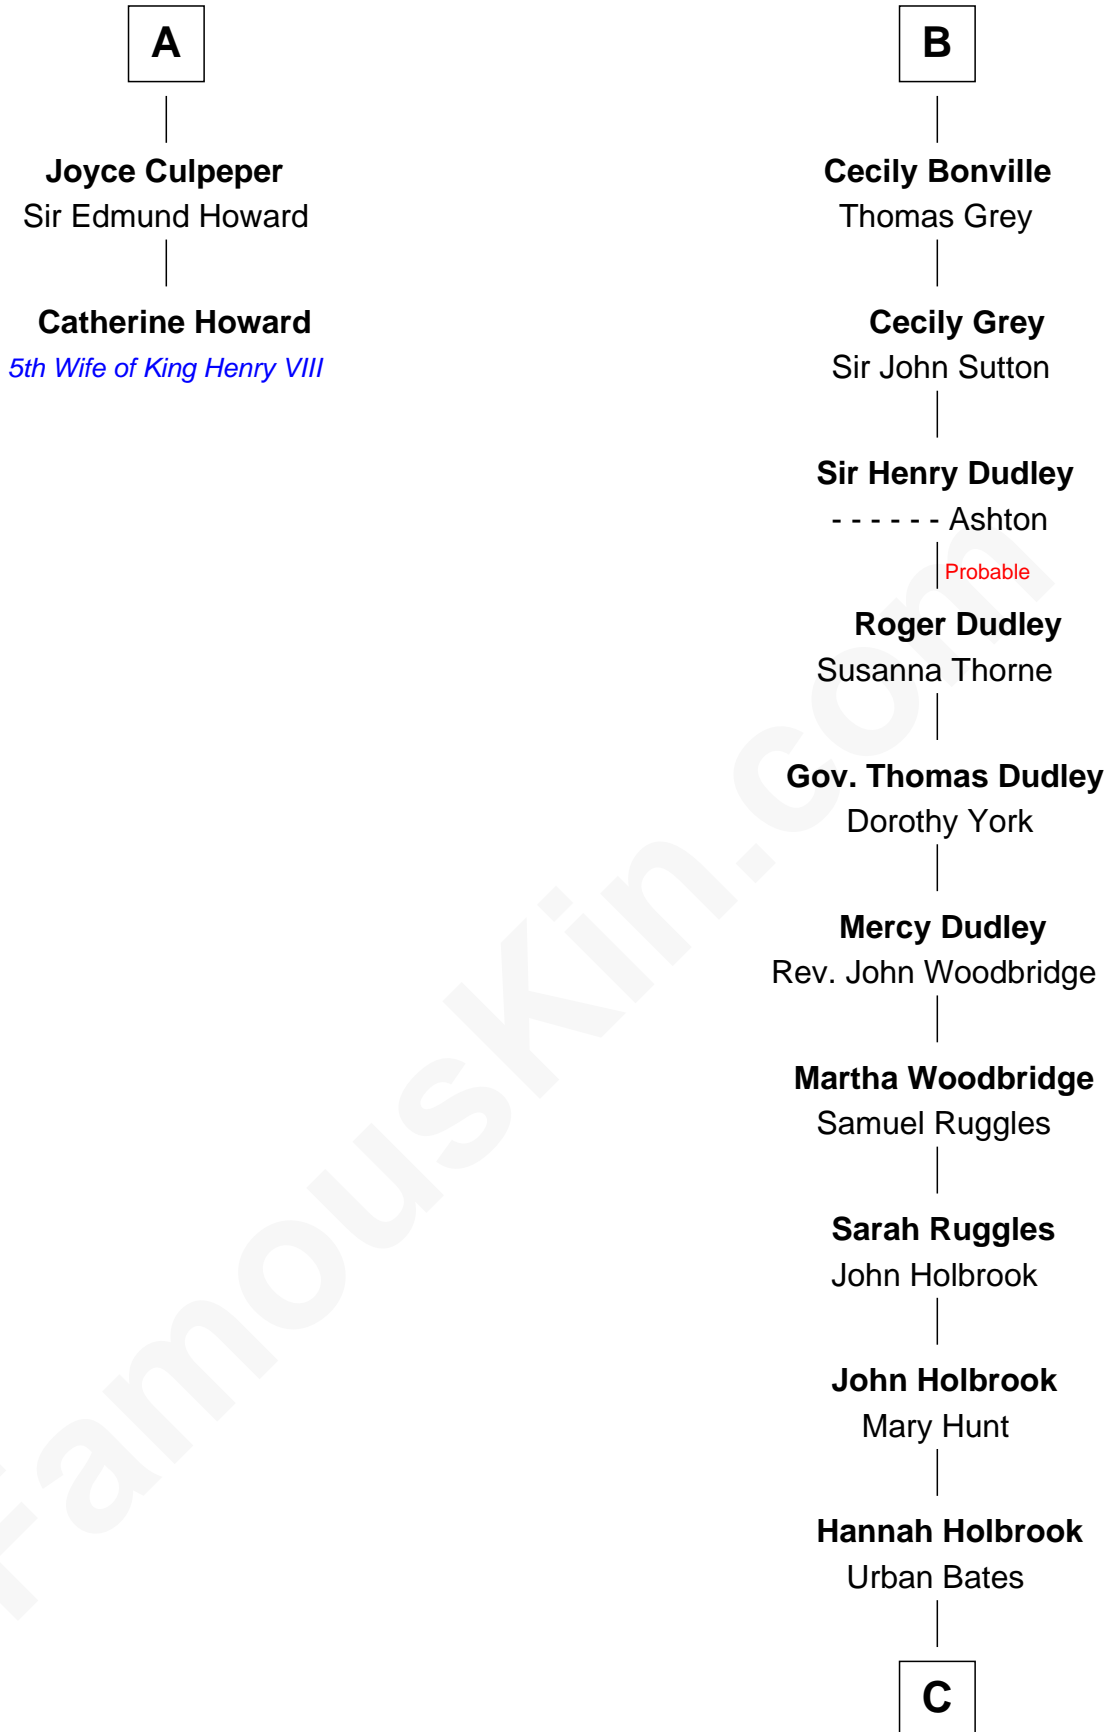 A
Joyce Culpeper
Sir Edmund Howard
Catherine Howard
5th Wife of King Henry VIII
B
Cecily Bonville
Thomas Grey
Cecily Grey
Sir John Sutton
Sir Henry Dudley
- - - - - - Ashton
Probable
Roger Dudley
Susanna Thorne
Gov. Thomas Dudley
Dorothy York
Mercy Dudley
Rev. John Woodbridge
Martha Woodbridge
Samuel Ruggles
Sarah Ruggles
John Holbrook
John Holbrook
Mary Hunt
Hannah Holbrook
Urban Bates
C
FamousKin.com